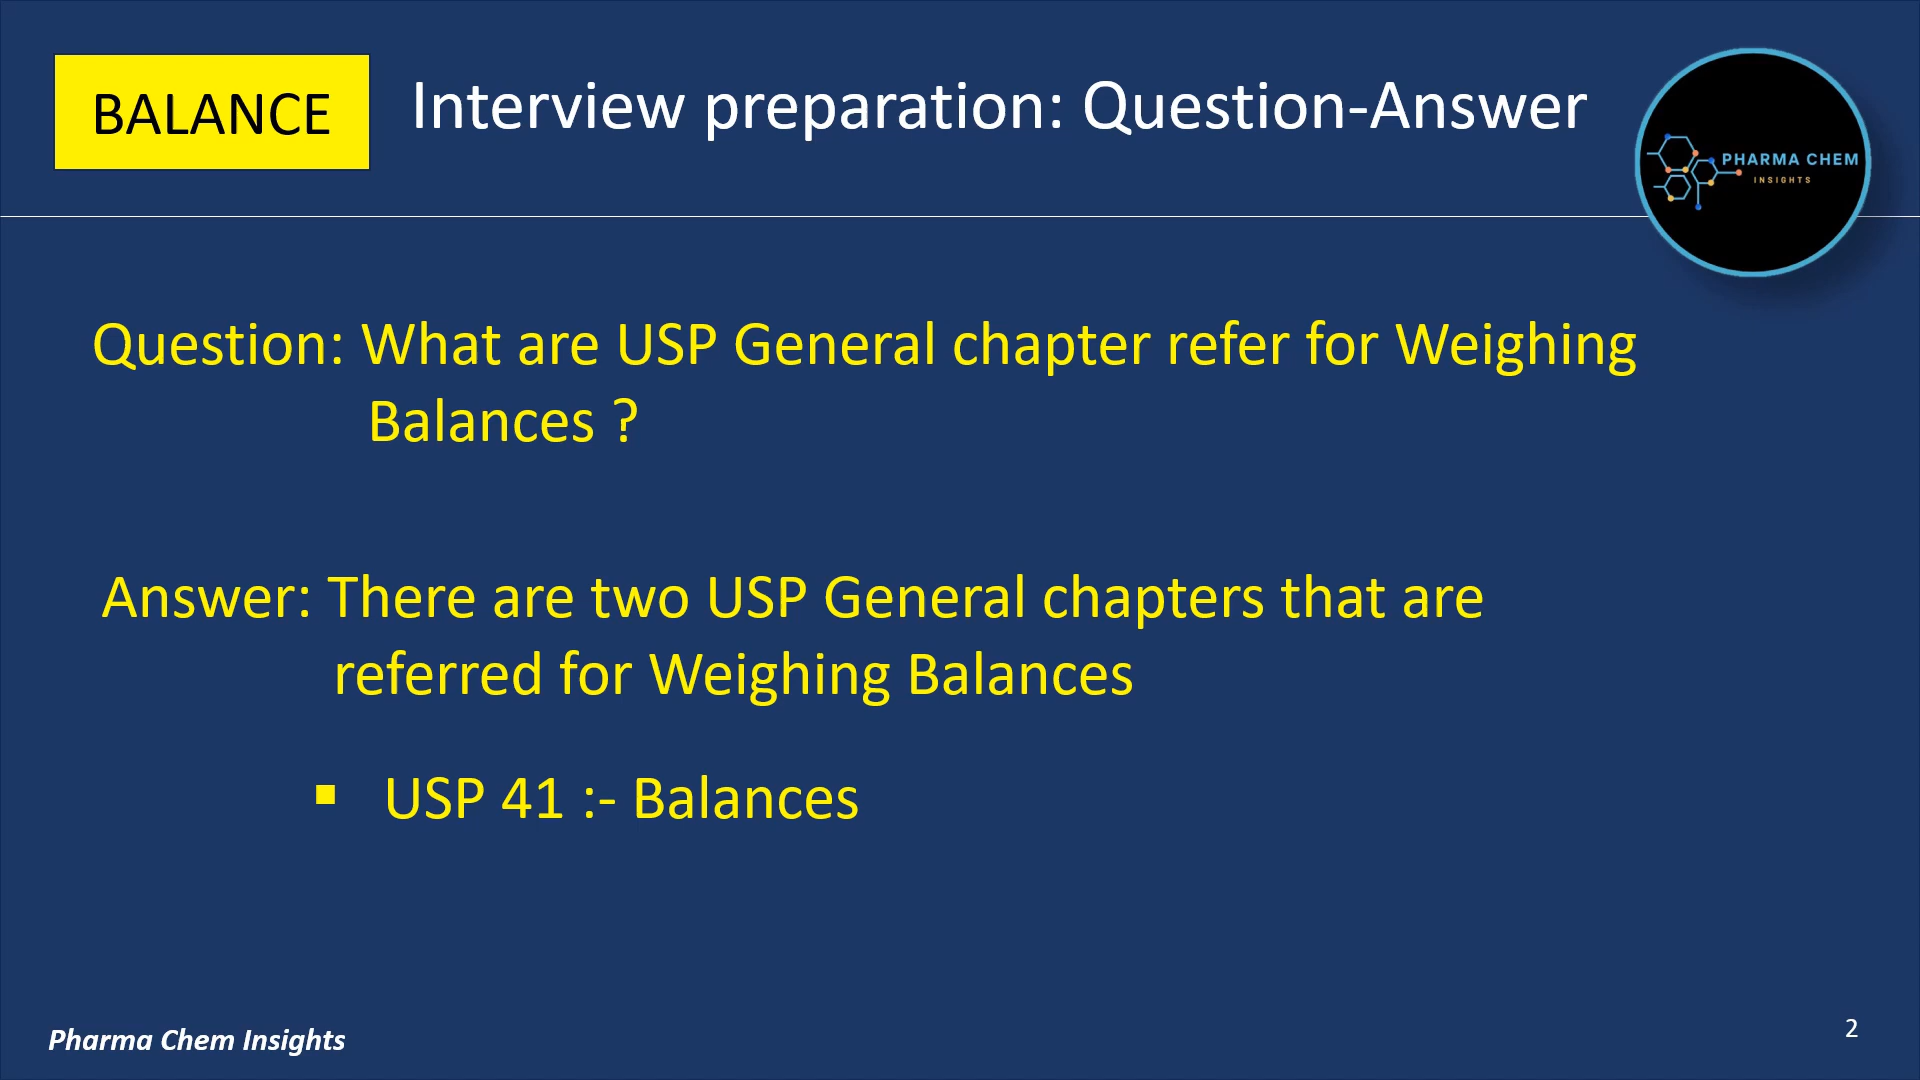 BALANCE
Interview preparation: Question-Answer
PHARMA CHEM
INSIGHTS
Question: What are USP General chapter refer for Weighing
Balances ?
Answer: There are two USP General chapters that are
referred for Weighing Balances
▪ USP 41 :- Balances
Pharma Chem Insights
2